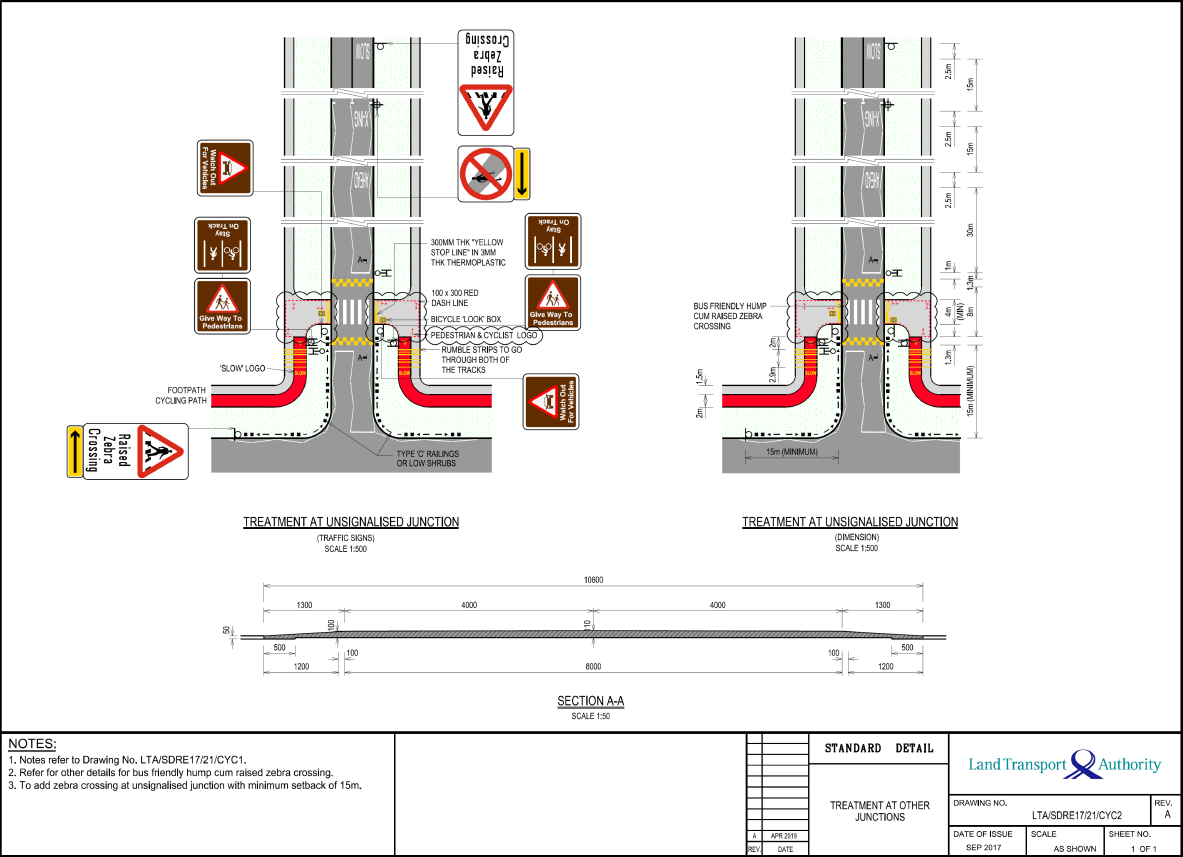 Raised
Zebra
Crossing
SLOW
X-ING
AHEAD
A
Watch Out
For Vehicles
Stay
On Track
Give Way To
Pedestrians
Stay
On Track
Give Way To
Pedestrians
300MM THK "YELLOW
STOP LINE" IN 3MM
THK THERMOPLASTIC
100 x 300 RED
DASH LINE
BICYCLE 'LOOK' BOX
PEDESTRIAN & CYCLIST LOGO
RUMBLE STRIPS TO GO
THROUGH BOTH OF
THE TRACKS
'SLOW' LOGO
SLOW
SLOW
A
FOOTPATH
CYCLING PATH
Watch Out
For Vehicles
Raised
Zebra
Crossing
TYPE 'C' RAILINGS
OR LOW SHRUBS
TREATMENT AT UNSIGNALISED JUNCTION
(TRAFFIC SIGNS)
SCALE 1:500
SLOW
X-ING
AHEAD
A
2.5m
15m
2.5m
15m
2.5m
30m
1m
1.3m
4m
(MIN)
8m
1.3m
15m (MINIMUM)
BUS FRIENDLY HUMP
CUM RAISED ZEBRA
CROSSING
2m
2.9m
1.5m
2m
SLOW
SLOW
A
15m (MINIMUM)
TREATMENT AT UNSIGNALISED JUNCTION
(DIMENSION)
SCALE 1:500
10600
1300 4000 4000 1300
50 100 110
500 100 100 500
1200 8000 1200
SECTION A-A
SCALE 1:50
NOTES:
1. Notes refer to Drawing No. LTA/SDRE17/21/CYC1.
2. Refer for other details for bus friendly hump cum raised zebra crossing.
3. To add zebra crossing at unsignalised junction with minimum setback of 15m.
A APR 2019
REV. DATE
STANDARD DETAIL
TREATMENT AT OTHER
JUNCTIONS
Land Transport Authority
DRAWING NO. REV.
LTA/SDRE17/21/CYC2 A
DATE OF ISSUE SCALE SHEET NO.
SEP 2017 AS SHOWN 1 OF 1